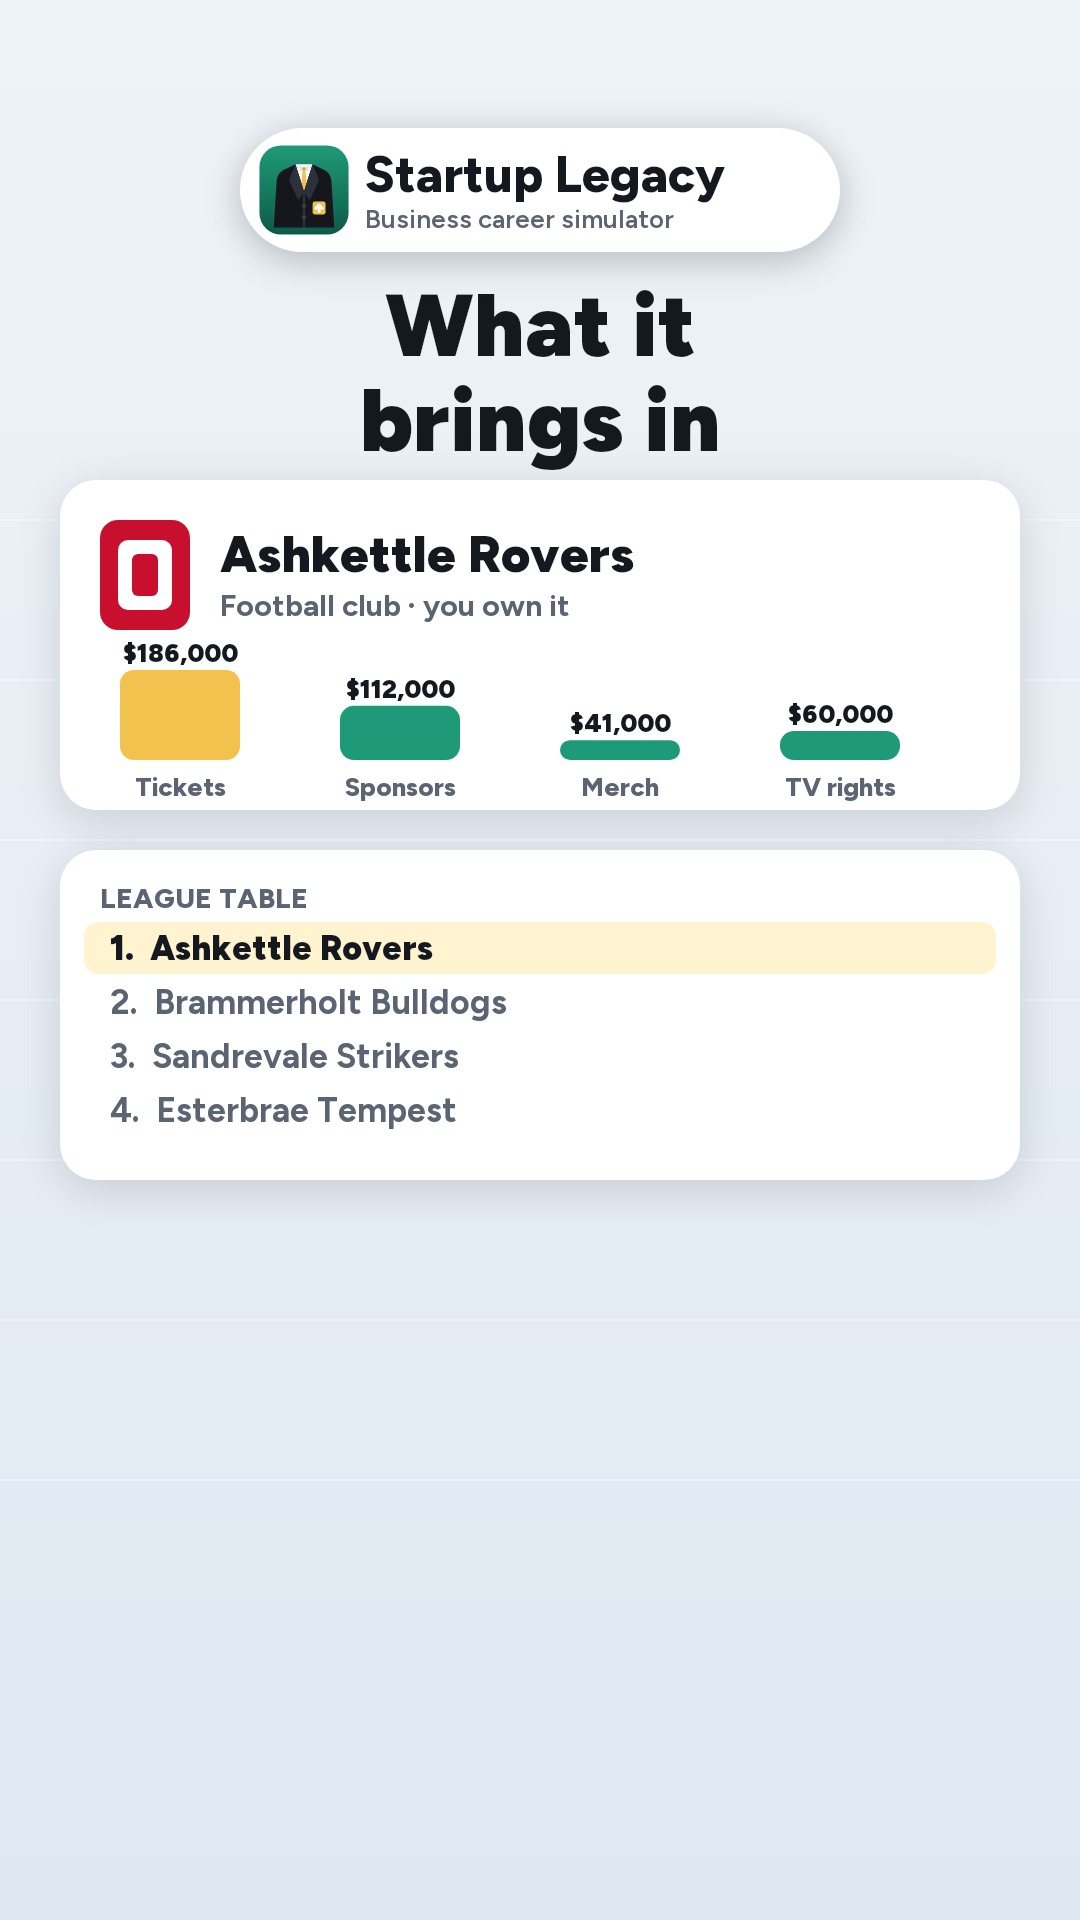 Startup Legacy
Business career simulator
What it
brings in
Ashkettle Rovers
Football club · you own it
$186,000
$112,000
$41,000
$60,000
Tickets
Sponsors
Merch
TV rights
LEAGUE TABLE
1. Ashkettle Rovers
2. Brammerholt Bulldogs
3. Sandrevale Strikers
4. Esterbrae Tempest